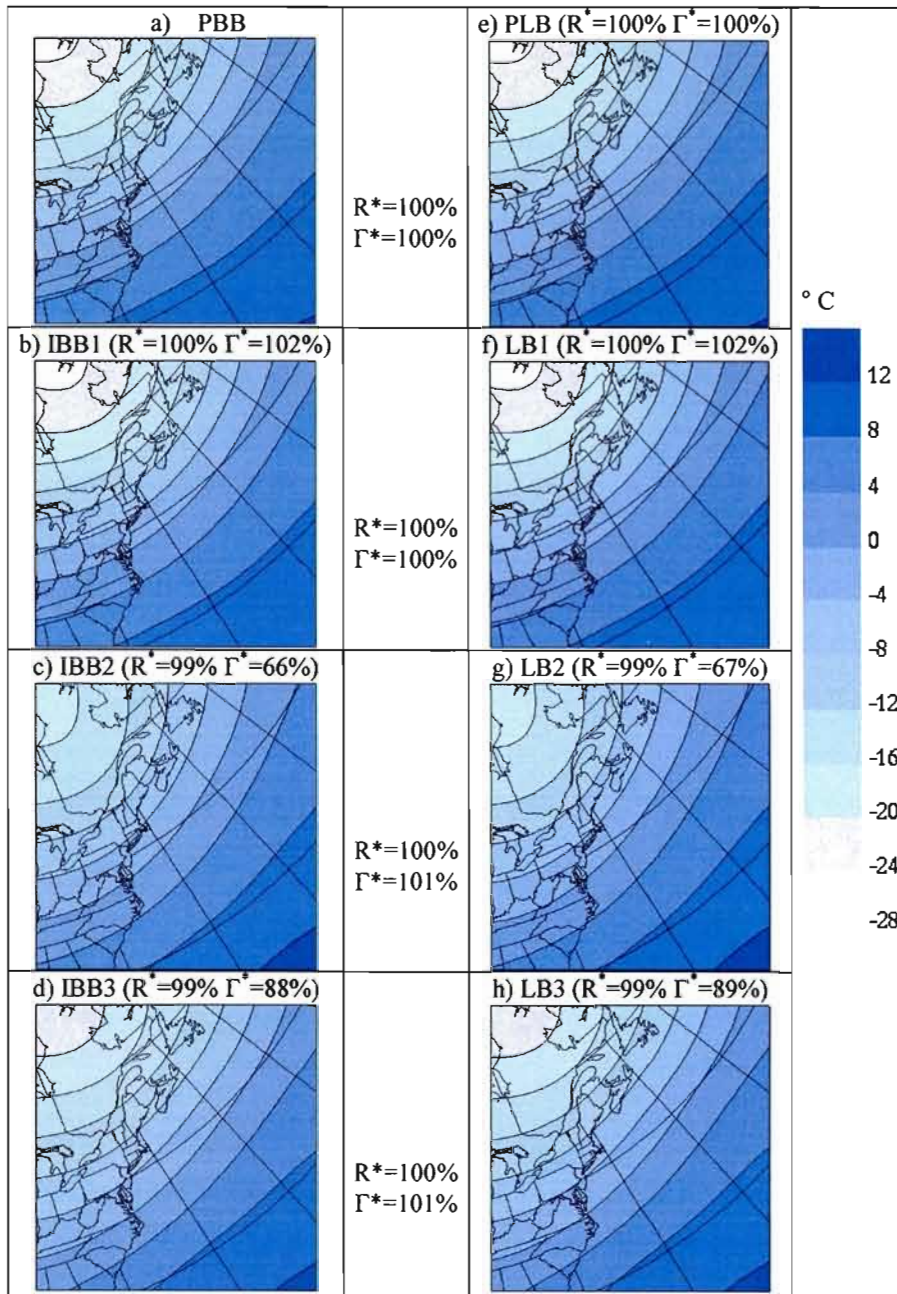 a) PBB
e) PLB (R*=100% Γ*=100%)
R*=100%
Γ*=100%
b) IBB1 (R*=100% Γ*=102%)
f) LB1 (R*=100% Γ*=102%)
R*=100%
Γ*=100%
c) IBB2 (R*=99% Γ*=66%)
g) LB2 (R*=99% Γ*=67%)
R*=100%
Γ*=101%
d) IBB3 (R*=99% Γ*=88%)
h) LB3 (R*=99% Γ*=89%)
R*=100%
Γ*=101%
° C
12
8
4
0
-4
-8
-12
-16
-20
-24
-28